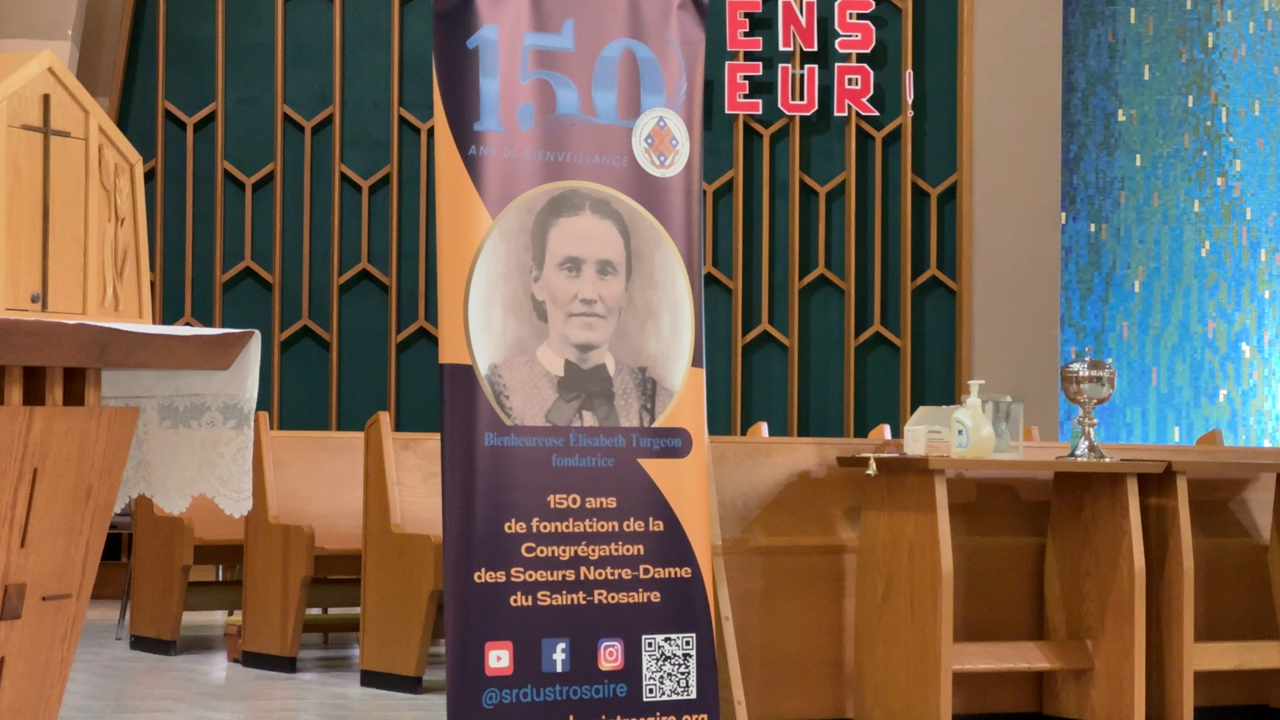 150
ANS DE BIENVEILLANCE
ENS
EUR !
Bienheureuse Élisabeth Turgeon
fondatrice
150 ans
de fondation de la
Congrégation
des Soeurs Notre-Dame
du Saint-Rosaire
@srdustrosaire